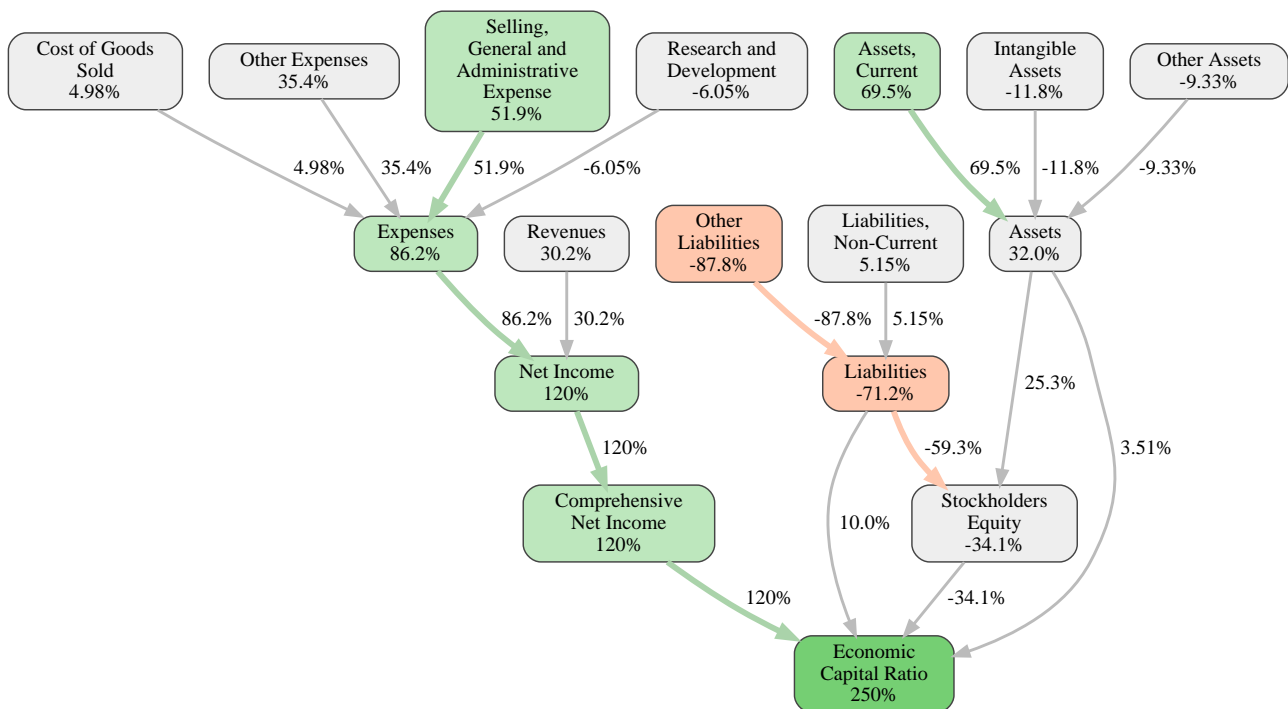 Cost of Goods
Sold
4.98%
Other Expenses
35.4%
Selling,
General and
Administrative
Expense
51.9%
Research and
Development
-6.05%
Assets,
Current
69.5%
Intangible
Assets
-11.8%
Other Assets
-9.33%
4.98%
35.4%
51.9%
-6.05%
69.5%
-11.8%
-9.33%
Expenses
86.2%
Revenues
30.2%
Other
Liabilities
-87.8%
Liabilities,
Non-Current
5.15%
Assets
32.0%
86.2%
30.2%
-87.8%
5.15%
Net Income
120%
Liabilities
-71.2%
25.3%
3.51%
120%
-59.3%
Comprehensive
Net Income
120%
10.0%
Stockholders
Equity
-34.1%
120%
-34.1%
Economic
Capital Ratio
250%